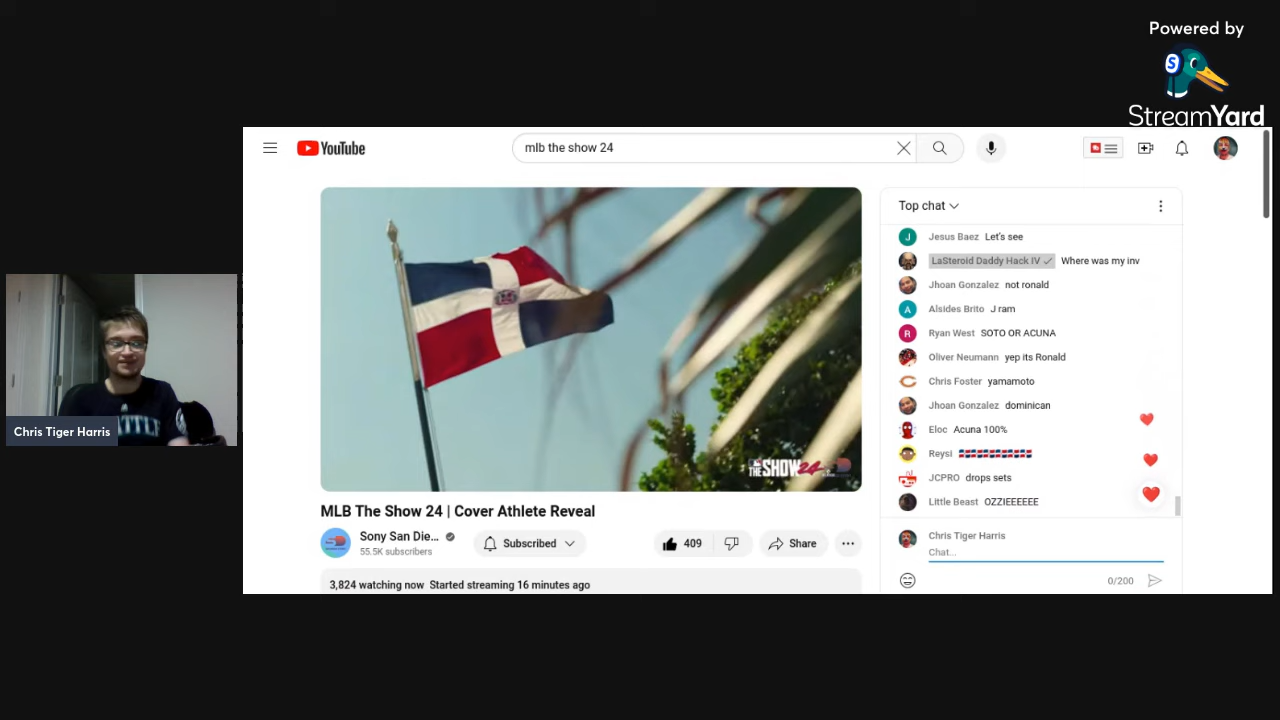 Powered by
StreamYard
YouTube
mlb the show 24
THE SHOW 24
MLB The Show 24 | Cover Athlete Reveal
Sony San Die...
55.5K subscribers
Subscribed
409
Share
3,824 watching now Started streaming 16 minutes ago
Top chat
J Jesus Baez Let's see
LaSteroid Daddy Hack IV Where was my inv
Jhoan Gonzalez not ronald
A Alsides Brito J ram
R Ryan West SOTO OR ACUNA
Oliver Neumann yep its Ronald
Chris Foster yamamoto
Jhoan Gonzalez dominican
Eloc Acuna 100%
Reysi 🇩🇴🇩🇴🇩🇴🇩🇴🇩🇴🇩🇴🇩🇴
JCPRO drops sets
Little Beast OZZIEEEEEE
Chris Tiger Harris
Chat...
0/200
Chris Tiger Harris